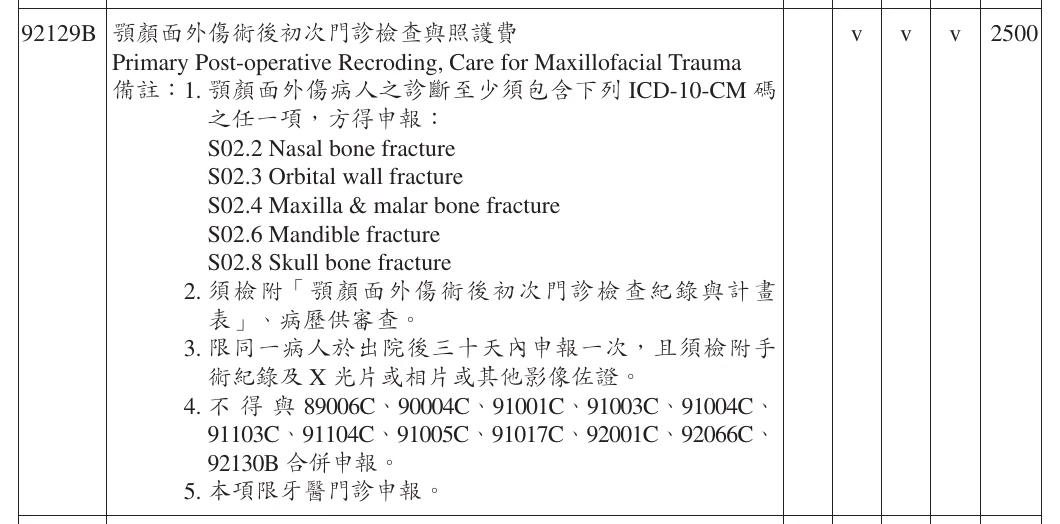 92129B 顎顏面外傷術後初次門診檢查與照護費 v v v 2500
Primary Post-operative Recroding, Care for Maxillofacial Trauma
備註：1. 顎顏面外傷病人之診斷至少須包含下列 ICD-10-CM 碼
之任一項，方得申報：
S02.2 Nasal bone fracture
S02.3 Orbital wall fracture
S02.4 Maxilla & malar bone fracture
S02.6 Mandible fracture
S02.8 Skull bone fracture
2. 須檢附「顎顏面外傷術後初次門診檢查紀錄與計畫
表」、病歷供審查。
3. 限同一病人於出院後三十天內申報一次，且須檢附手
術紀錄及 X 光片或相片或其他影像佐證。
4. 不得與 89006C、90004C、91001C、91003C、91004C、
91103C、91104C、91005C、91017C、92001C、92066C、
92130B 合併申報。
5. 本項限牙醫門診申報。